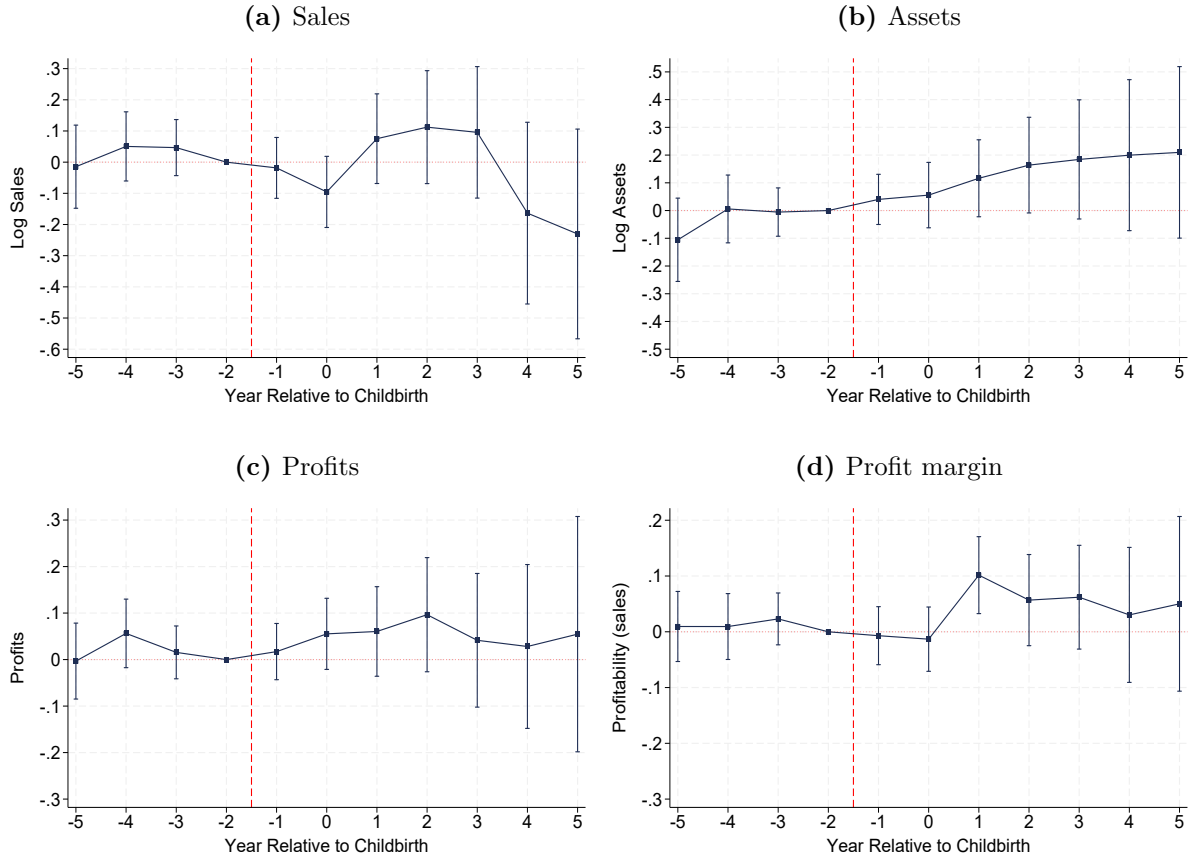 (a) Sales
.3
.2
.1
0
-.1
-.2
-.3
-.4
-.5
-.6
Log Sales
-5 -4 -3 -2 -1 0 1 2 3 4 5
Year Relative to Childbirth
(b) Assets
.5
.4
.3
.2
.1
0
-.1
-.2
-.3
-.4
-.5
Log Assets
-5 -4 -3 -2 -1 0 1 2 3 4 5
Year Relative to Childbirth
(c) Profits
.3
.2
.1
0
-.1
-.2
-.3
Profits
-5 -4 -3 -2 -1 0 1 2 3 4 5
Year Relative to Childbirth
(d) Profit margin
.2
.1
0
-.1
-.2
-.3
Profitability (sales)
-5 -4 -3 -2 -1 0 1 2 3 4 5
Year Relative to Childbirth